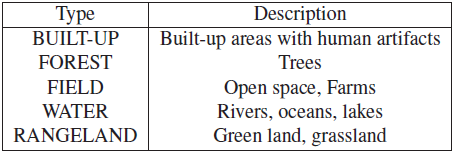 Type Description
BUILT-UP Built-up areas with human artifacts
FOREST Trees
FIELD Open space, Farms
WATER Rivers, oceans, lakes
RANGELAND Green land, grassland